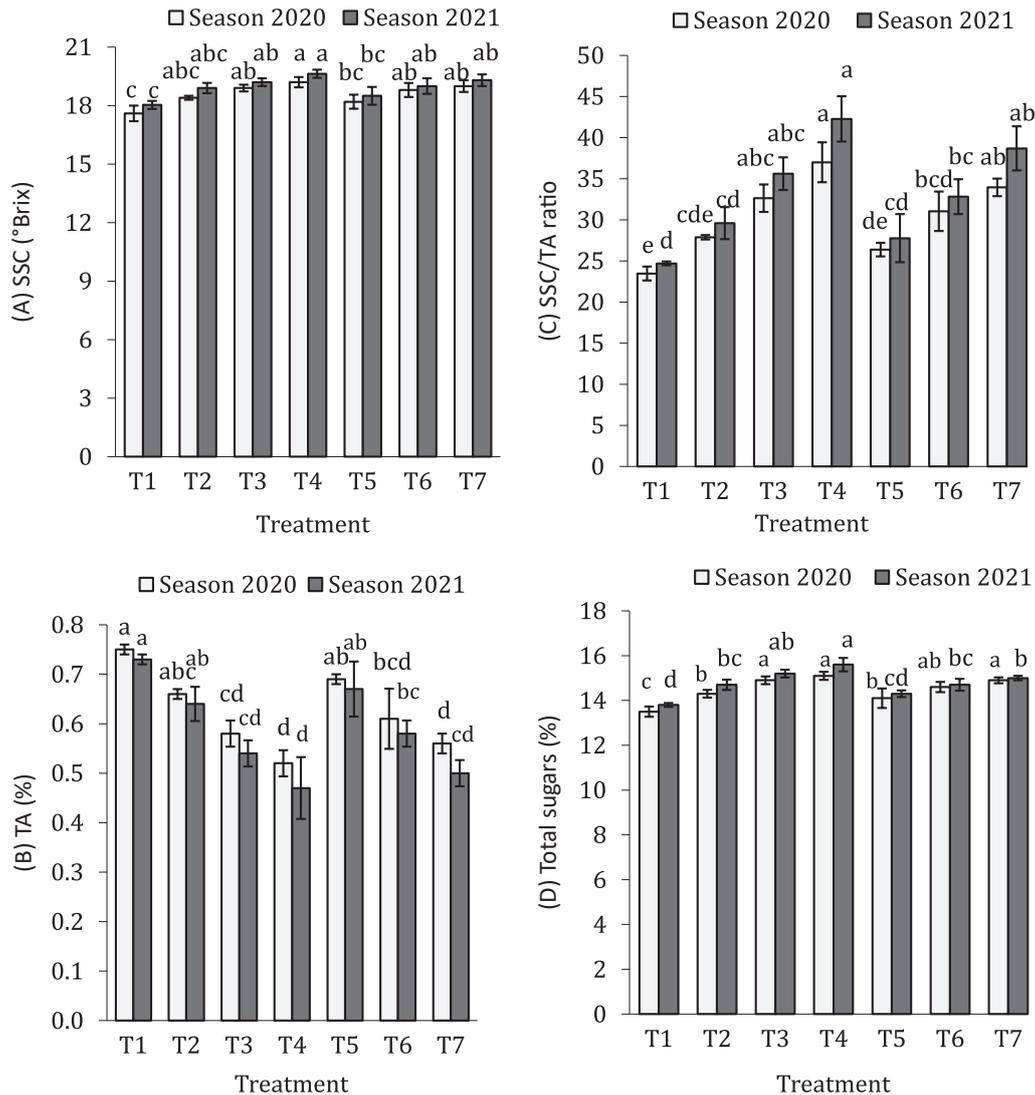 Season 2020 Season 2021
21
18
15
12
9
6
3
0
(A) SSC (°Brix)
c c abc abc ab ab a a bc bc ab ab ab ab
T1 T2 T3 T4 T5 T6 T7
Treatment
Season 2020 Season 2021
50
45
40
35
30
25
20
15
10
5
0
(C) SSC/TA ratio
e d cde cd abc abc a a de cd bcd bc ab ab
T1 T2 T3 T4 T5 T6 T7
Treatment
Season 2020 Season 2021
0.8
0.7
0.6
0.5
0.4
0.3
0.2
0.1
0.0
(B) TA (%)
a a abc ab cd cd d d ab ab bcd bc d cd
T1 T2 T3 T4 T5 T6 T7
Treatment
Season 2020 Season 2021
18
16
14
12
10
8
6
4
2
0
(D) Total sugars (%)
c d b bc a ab a a b cd ab bc a b
T1 T2 T3 T4 T5 T6 T7
Treatment